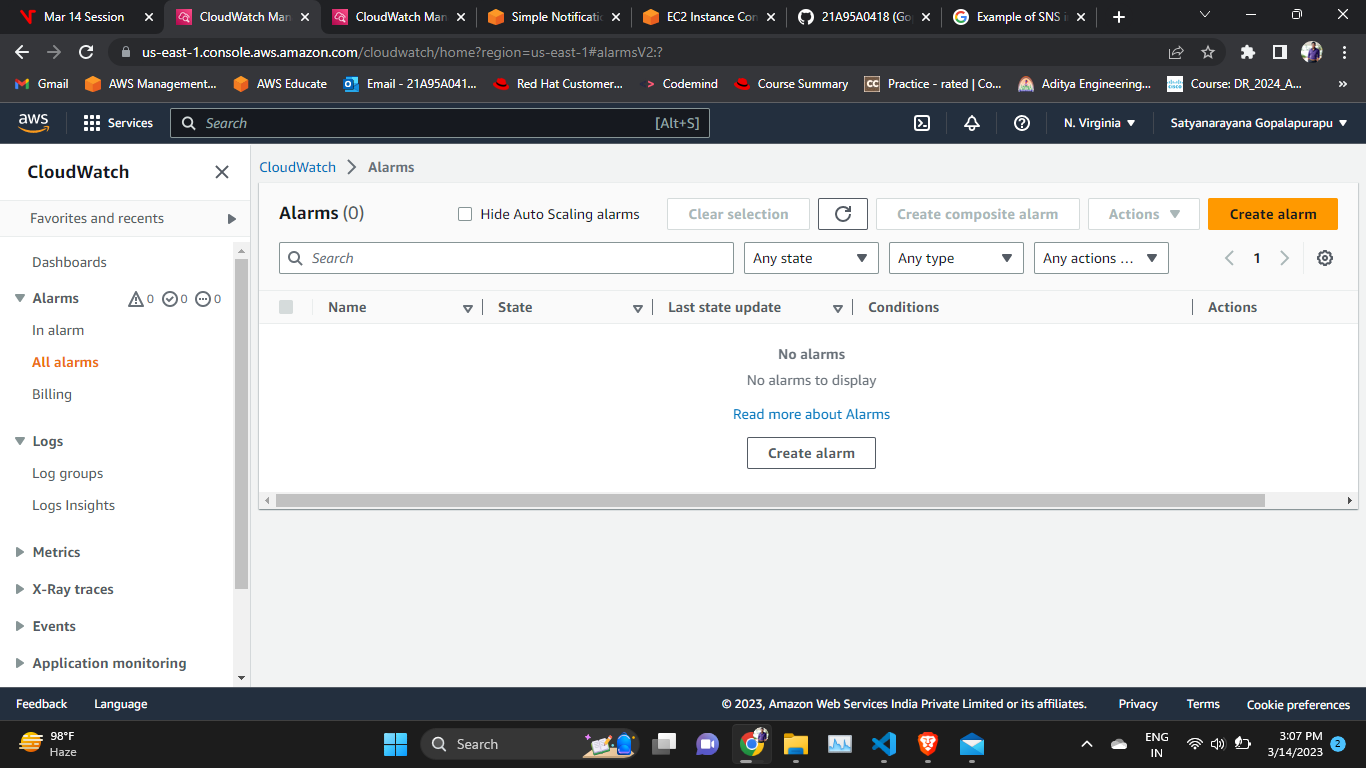 Mar 14 Session
CloudWatch Man
CloudWatch Man
Simple Notificatio
EC2 Instance Con
21A95A0418 (Gop
Example of SNS i
us-east-1.console.aws.amazon.com/cloudwatch/home?region=us-east-1#alarmsV2:?
Gmail
AWS Management...
AWS Educate
Email - 21A95A041...
Red Hat Customer...
Codemind
Course Summary
CC
Practice - rated | Co...
Aditya Engineering...
Course: DR_2024_A...
aws
Services
Search
[Alt+S]
N. Virginia
Satyanarayana Gopalapurapu
CloudWatch
Favorites and recents
Dashboards
Alarms
0
0
0
In alarm
All alarms
Billing
Logs
Log groups
Logs Insights
Metrics
X-Ray traces
Events
Application monitoring
CloudWatch
Alarms
Alarms (0)
Hide Auto Scaling alarms
Clear selection
Create composite alarm
Actions
Create alarm
Search
Any state
Any type
Any actions ...
1
Name
State
Last state update
Conditions
Actions
No alarms
No alarms to display
Read more about Alarms
Create alarm
Feedback
Language
© 2023, Amazon Web Services India Private Limited or its affiliates.
Privacy
Terms
Cookie preferences
98°F
Haze
Search
ENG
IN
3:07 PM
3/14/2023
2